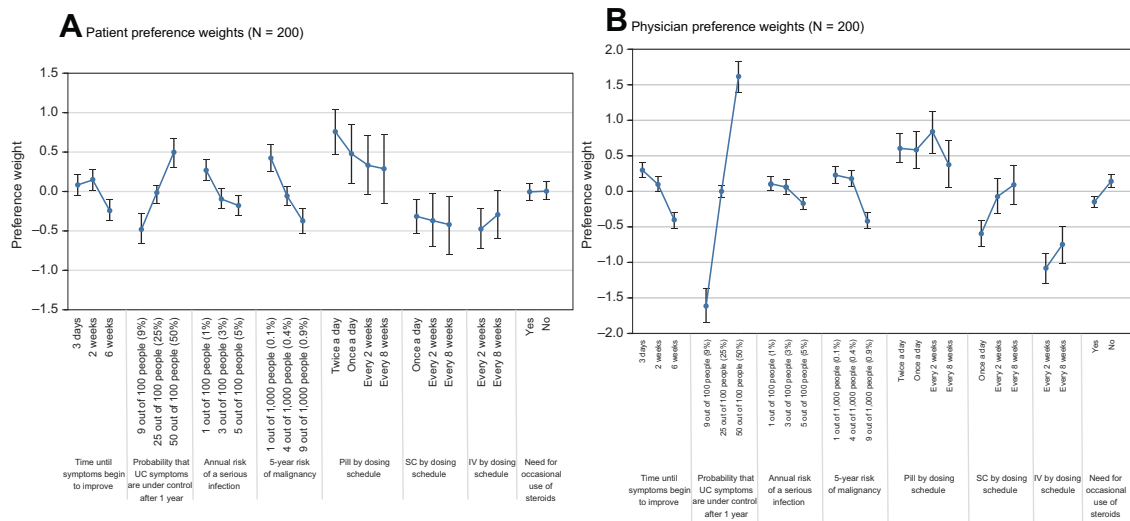 A Patient preference weights (N = 200)
Preference weight
1.5
1.0
0.5
0.0
–0.5
–1.0
–1.5
3 days
2 weeks
6 weeks
9 out of 100 people (9%)
25 out of 100 people (25%)
50 out of 100 people (50%)
1 out of 100 people (1%)
3 out of 100 people (3%)
5 out of 100 people (5%)
1 out of 1,000 people (0.1%)
4 out of 1,000 people (0.4%)
9 out of 1,000 people (0.9%)
Twice a day
Once a day
Every 2 weeks
Every 8 weeks
Once a day
Every 2 weeks
Every 8 weeks
Every 2 weeks
Every 8 weeks
Yes
No
Time until
symptoms begin
to improve
Probability that
UC symptoms
are under control
after 1 year
Annual risk
of a serious
infection
5-year risk
of malignancy
Pill by dosing
schedule
SC by dosing
schedule
IV by dosing
schedule
Need for
occasional
use of
steroids
B Physician preference weights (N = 200)
Preference weight
2.0
1.5
1.0
0.5
0.0
–0.5
–1.0
–1.5
–2.0
3 days
2 weeks
6 weeks
9 out of 100 people (9%)
25 out of 100 people (25%)
50 out of 100 people (50%)
1 out of 100 people (1%)
3 out of 100 people (3%)
5 out of 100 people (5%)
1 out of 1,000 people (0.1%)
4 out of 1,000 people (0.4%)
9 out of 1,000 people (0.9%)
Twice a day
Once a day
Every 2 weeks
Every 8 weeks
Once a day
Every 2 weeks
Every 8 weeks
Every 2 weeks
Every 8 weeks
Yes
No
Time until
symptoms begin
to improve
Probability that
UC symptoms
are under control
after 1 year
Annual risk
of a serious
infection
5-year risk
of malignancy
Pill by dosing
schedule
SC by dosing
schedule
IV by dosing
schedule
Need for
occasional
use of
steroids